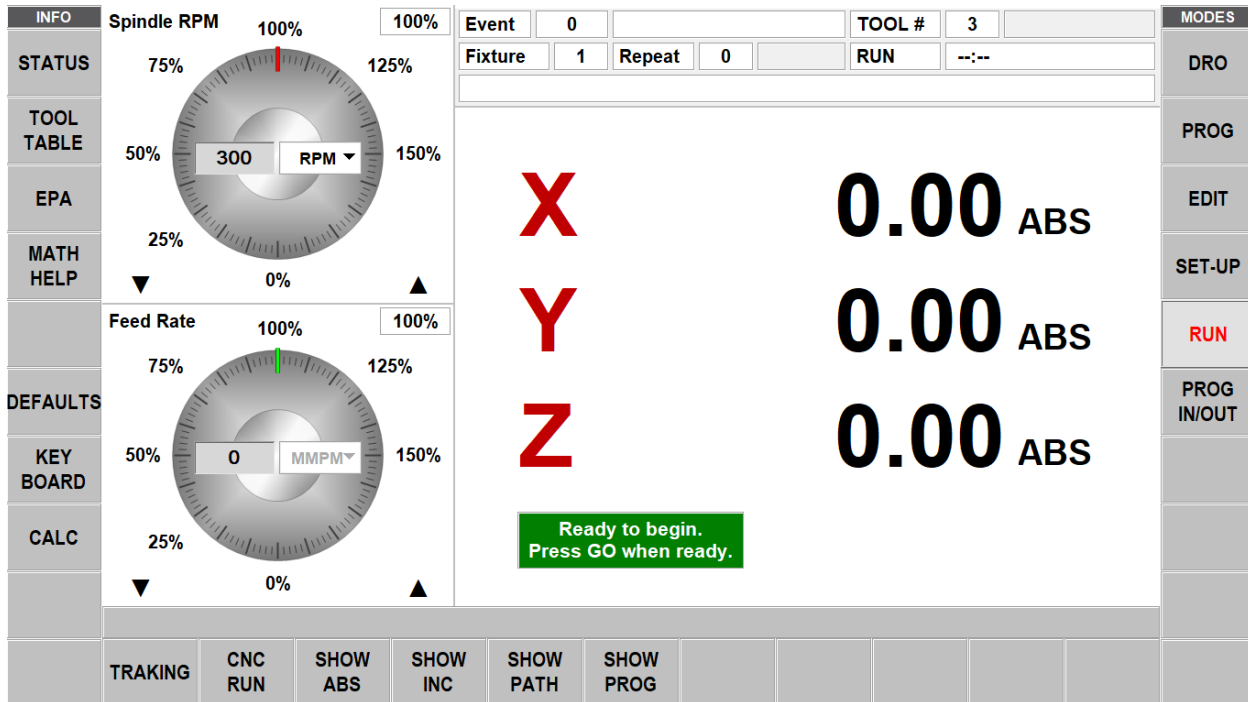 INFO
STATUS
TOOL
TABLE
EPA
MATH
HELP
DEFAULTS
KEY
BOARD
CALC
Spindle RPM
100%
100%
75%
125%
50%
300
RPM
150%
25%
0%
Feed Rate
100%
100%
75%
125%
50%
0
MMPM
150%
25%
0%
Event 0 TOOL # 3
Fixture 1 Repeat 0 RUN --:--
X 0.00 ABS
Y 0.00 ABS
Z 0.00 ABS
Ready to begin.
Press GO when ready.
MODES
DRO
PROG
EDIT
SET-UP
RUN
PROG
IN/OUT
TRAKING
CNC
RUN
SHOW
ABS
SHOW
INC
SHOW
PATH
SHOW
PROG